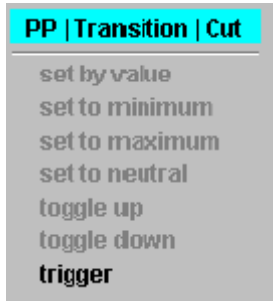 PP | Transition | Cut
set by value
set to minimum
set to maximum
set to neutral
toggle up
toggle down
trigger